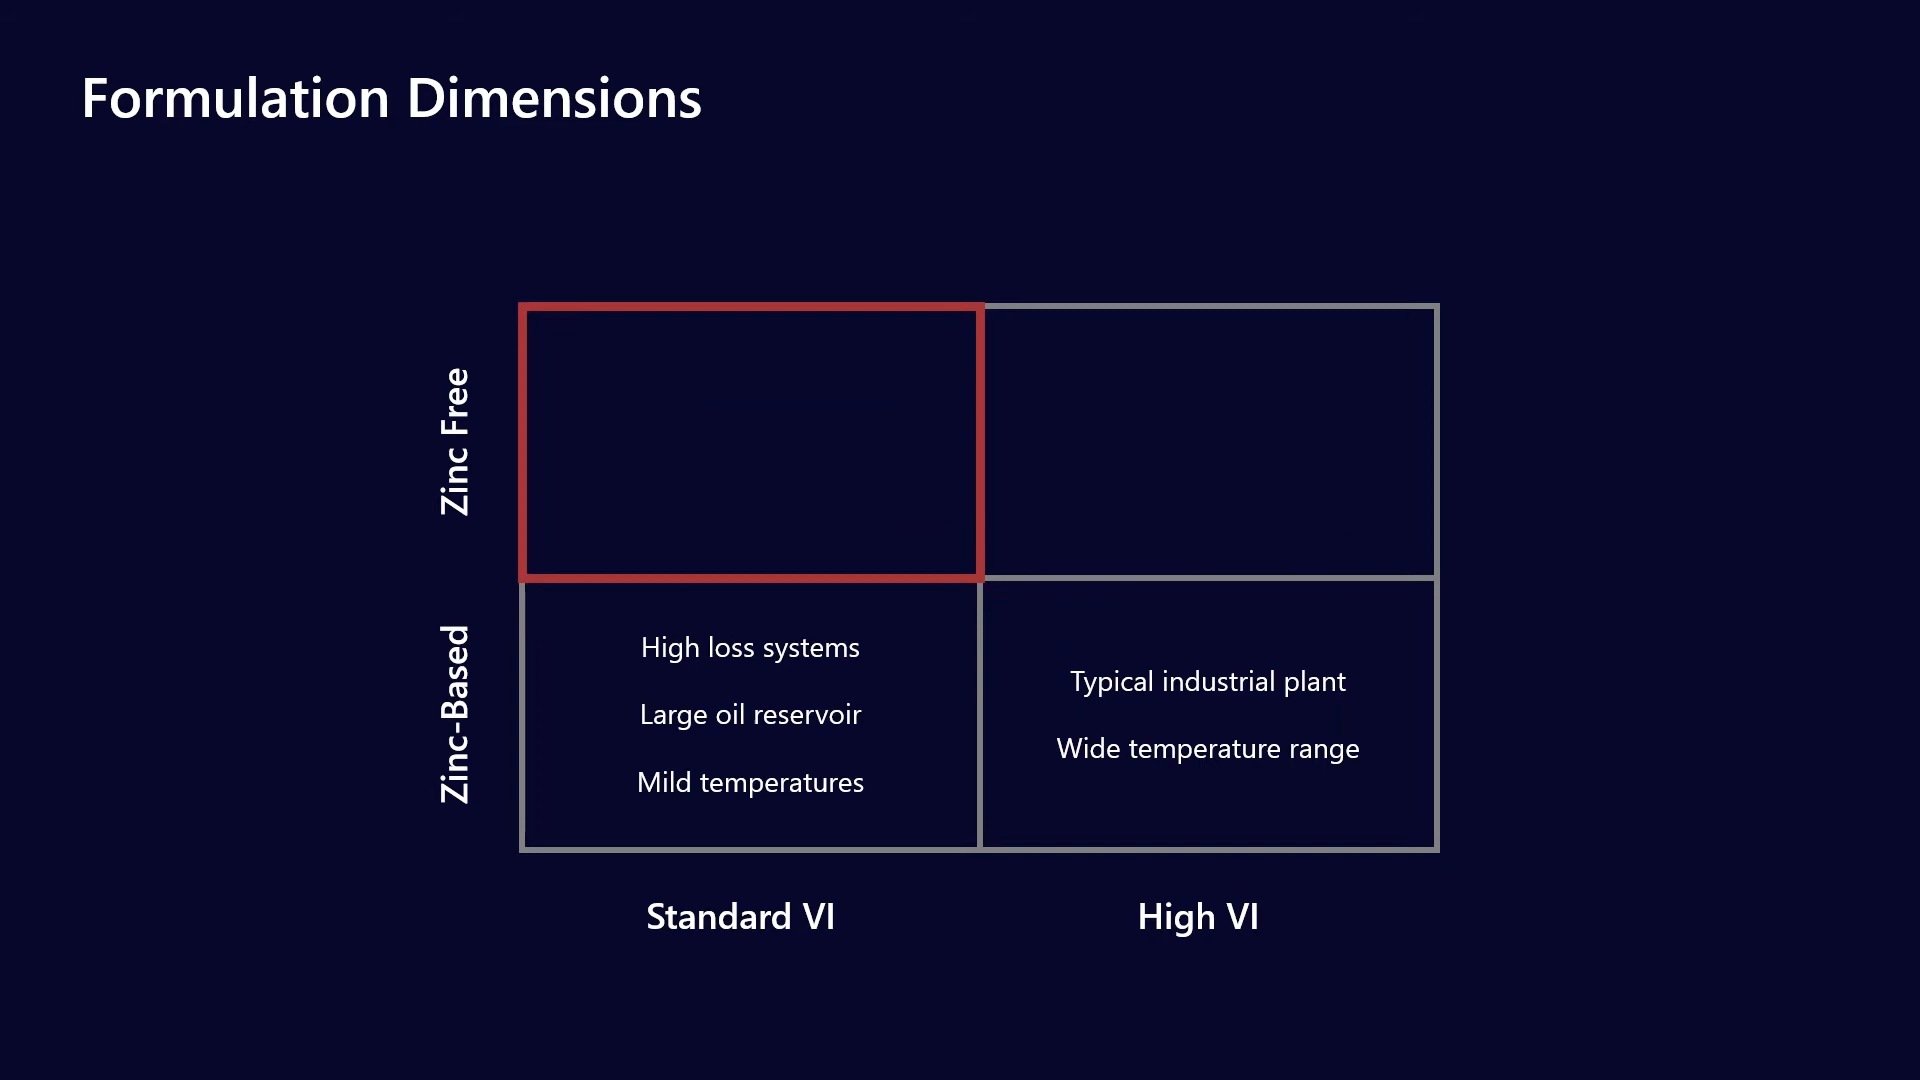 Formulation Dimensions
Zinc Free
Zinc-Based
High loss systems
Large oil reservoir
Mild temperatures
Typical industrial plant
Wide temperature range
Standard VI
High VI